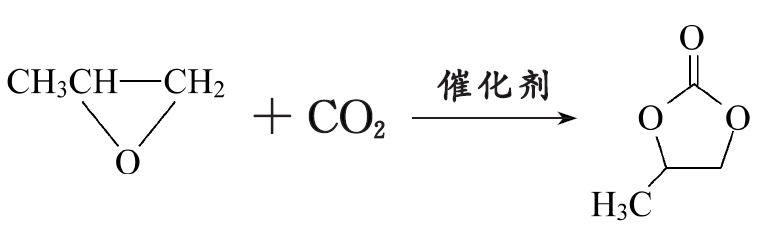 CH₃CH—CH₂
O
+ CO₂
催化剂
O
O
O
H₃C